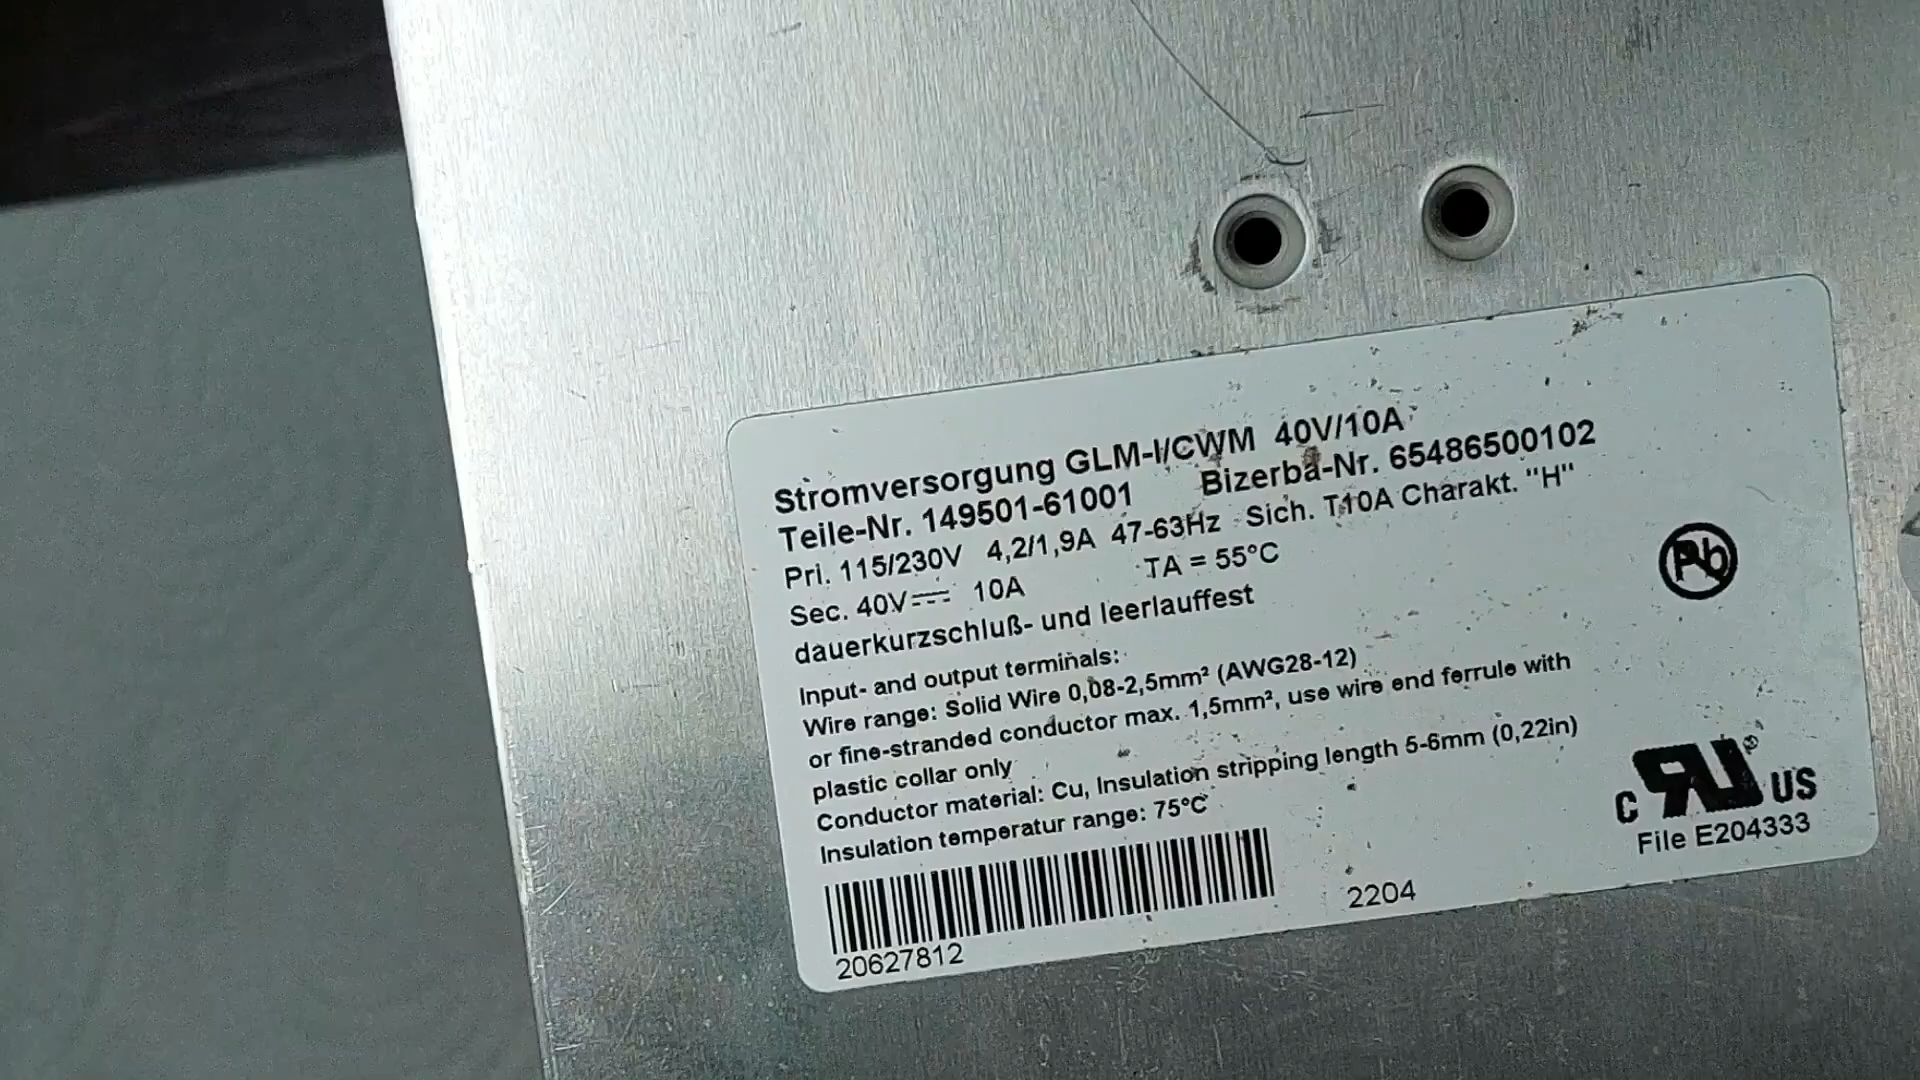 Stromversorgung GLM-I/CWM 40V/10A
Teile-Nr. 149501-61001 Bizerba-Nr. 65486500102
Pri. 115/230V 4,2/1,9A 47-63Hz Sich. T10A Charakt. "H"
Sec. 40V 10A TA = 55°C
dauerkurzschluß- und leerlauffest
Input- and output terminals:
Wire range: Solid Wire 0,08-2,5mm² (AWG28-12)
or fine-stranded conductor max. 1,5mm², use wire end ferrule with
plastic collar only
Conductor material: Cu, Insulation stripping length 5-6mm (0,22in)
Insulation temperatur range: 75°C
Pb
C RU ® US
File E204333
2204
20627812